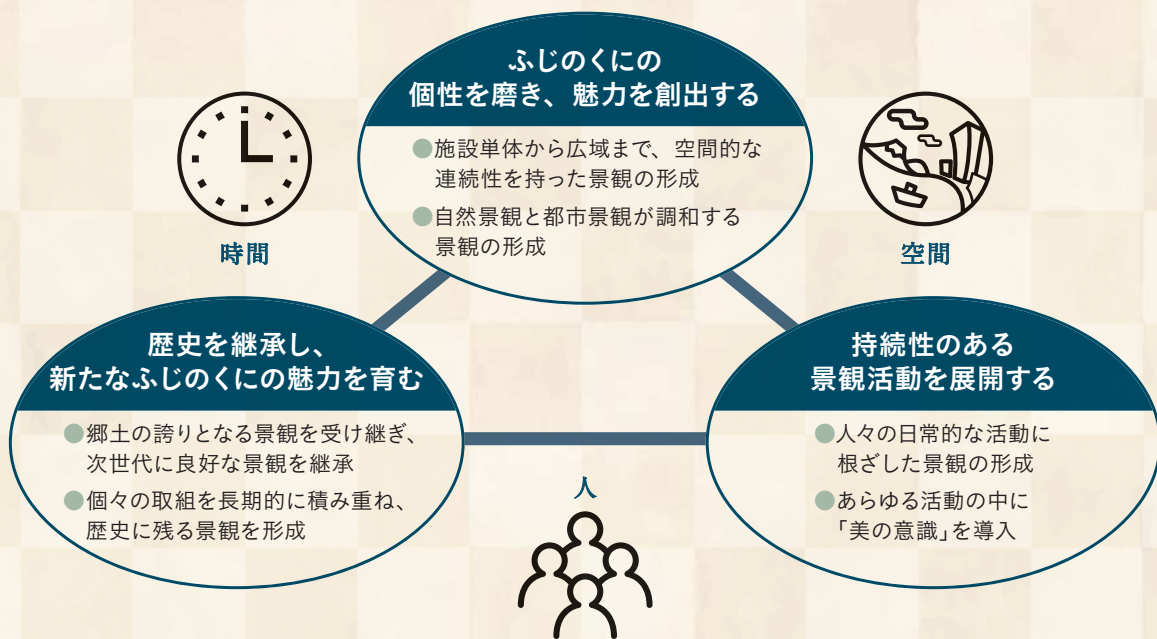 ふじのくにの
個性を磨き、魅力を創出する
●施設単体から広域まで、空間的な
連続性を持った景観の形成
●自然景観と都市景観が調和する
景観の形成
時間
空間
歴史を継承し、
新たなふじのくにの魅力を育む
●郷土の誇りとなる景観を受け継ぎ、
次世代に良好な景観を継承
●個々の取組を長期的に積み重ね、
歴史に残る景観を形成
持続性のある
景観活動を展開する
●人々の日常的な活動に
根ざした景観の形成
●あらゆる活動の中に
「美の意識」を導入
人